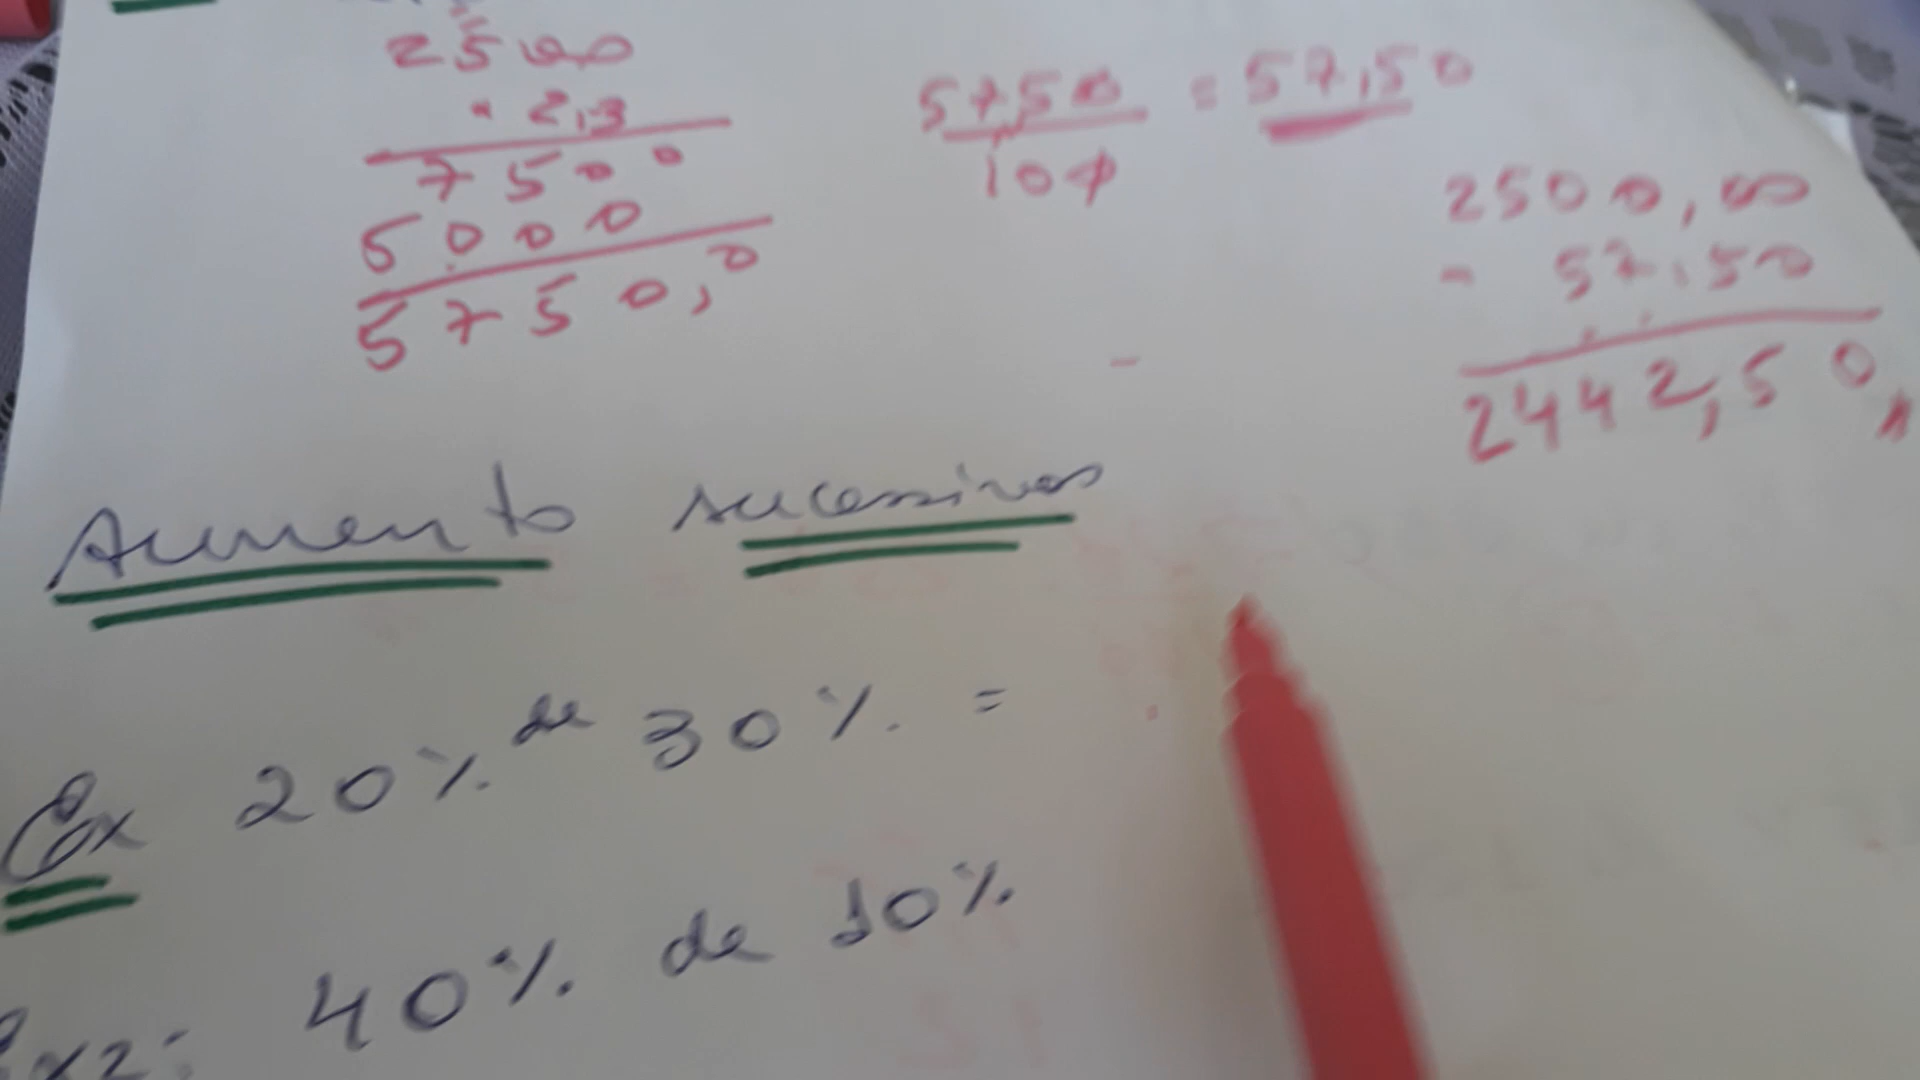 2500
. 2,3
7500
5000
5750,0
5750 = 57,50
100
2500,00
- 57,50
2442,50
Aumento sucessivos
Ex 20% de 30% =
Ex2: 40% de 10%